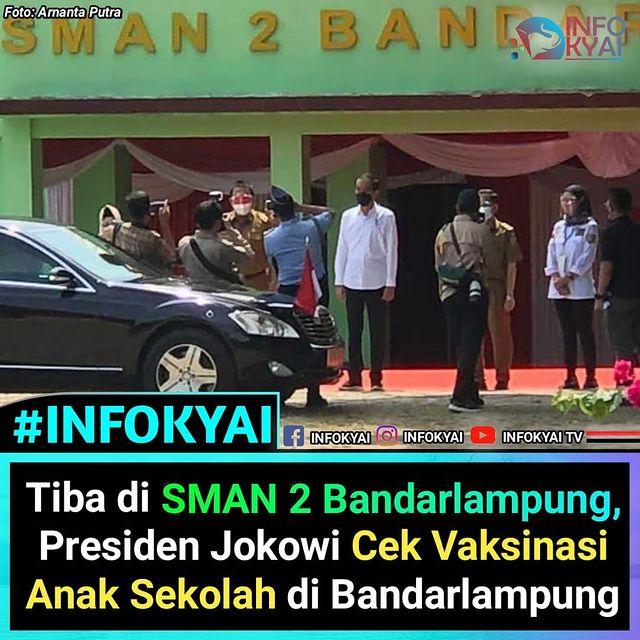 Foto: Arnanta Putra
INFO
KYAI
SMAN 2 BANDAR
#INFOKYAI
INFOKYAI INFOKYAI INFOKYAI TV
Tiba di SMAN 2 Bandarlampung,
Presiden Jokowi Cek Vaksinasi
Anak Sekolah di Bandarlampung